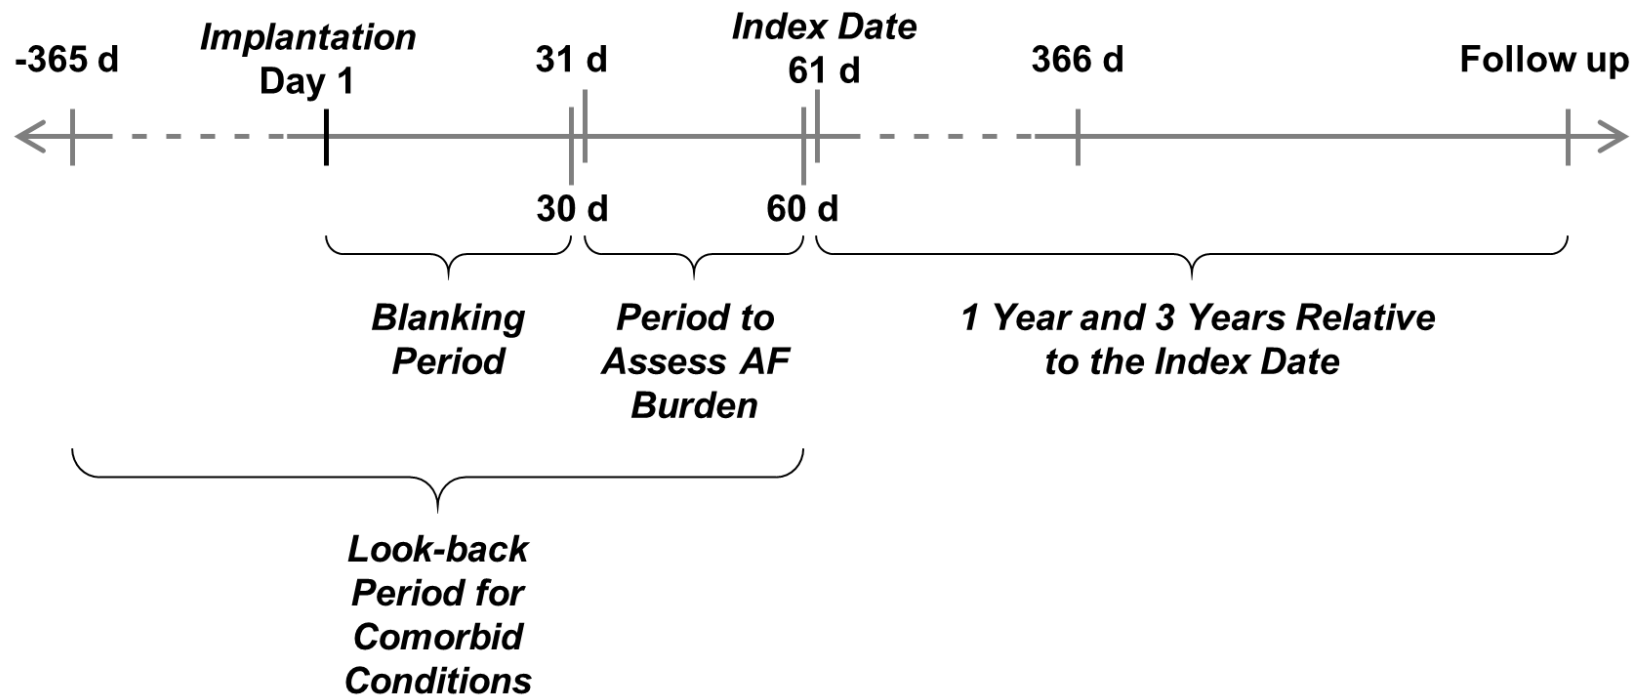 -365 d
Implantation
Day 1
31 d
Index Date
61 d
366 d
Follow up
30 d
60 d
Blanking
Period
Period to
Assess AF
Burden
1 Year and 3 Years Relative
to the Index Date
Look-back
Period for
Comorbid
Conditions